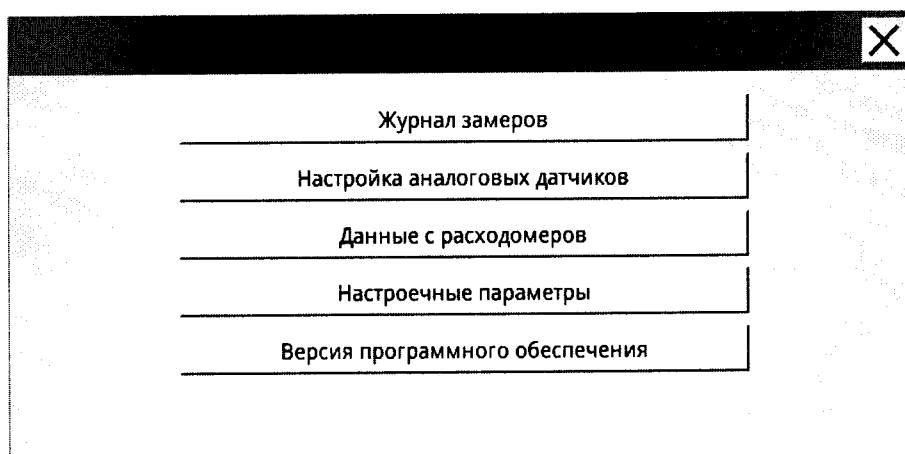 Журнал замеров
Настройка аналоговых датчиков
Данные с расходомеров
Настроечные параметры
Версия программного обеспечения